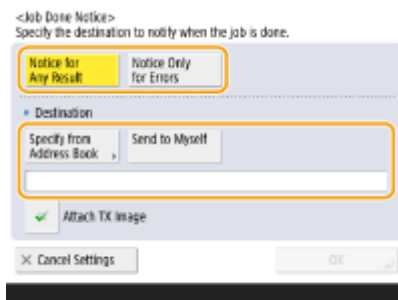 <Job Done Notice>
Specify the destination to notify when the job is done.
Notice for
Any Result
Notice Only
for Errors
Destination
Specify from
Address Book
Send to Myself
Attach TX Image
Cancel Settings
OK